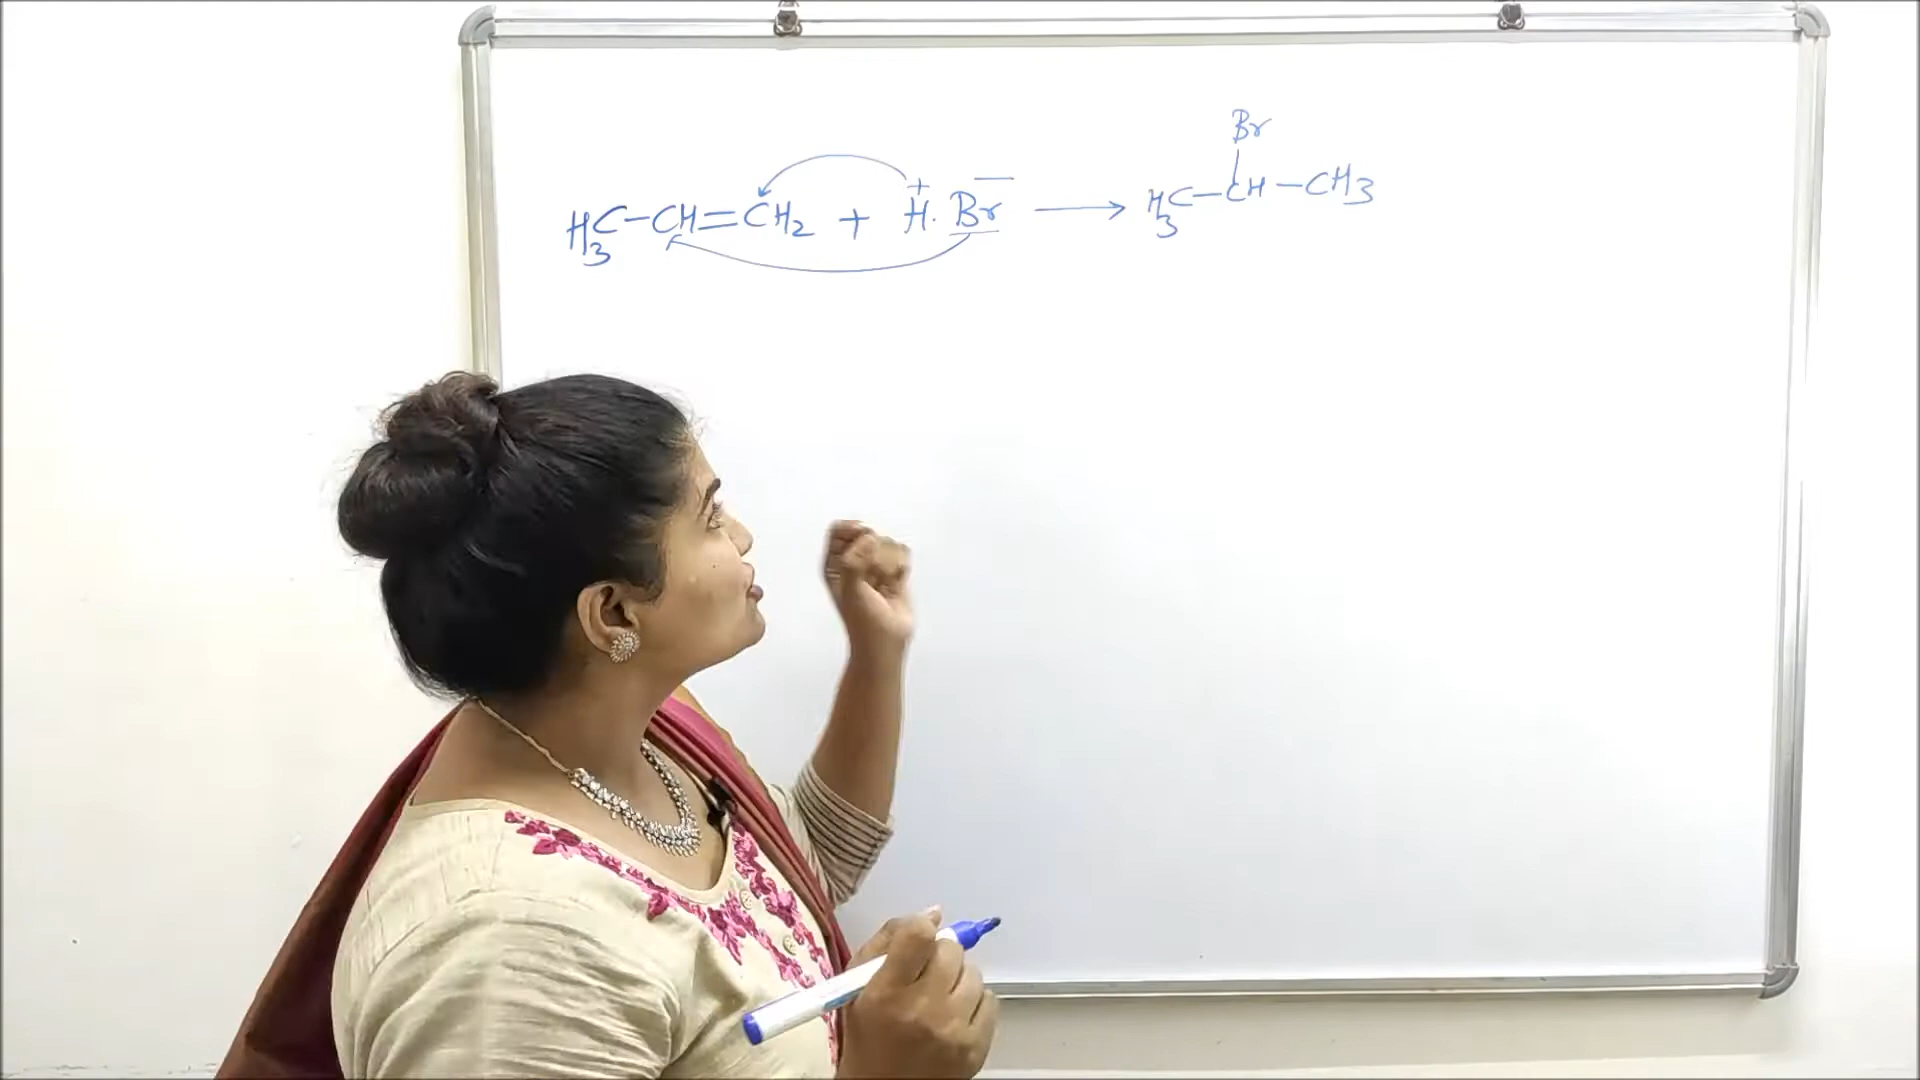 Br
H3C-CH=CH2 + H+.Br- → H3C-CH-CH3